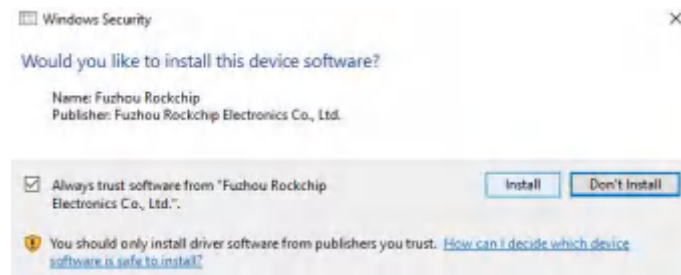 Windows Security
Would you like to install this device software?
Name: Fuzhou Rockchip
Publisher: Fuzhou Rockchip Electronics Co., Ltd.
Always trust software from "Fuzhou Rockchip
Electronics Co., Ltd.".
Install
Don't Install
You should only install driver software from publishers you trust. How can I decide which device
software is safe to install?